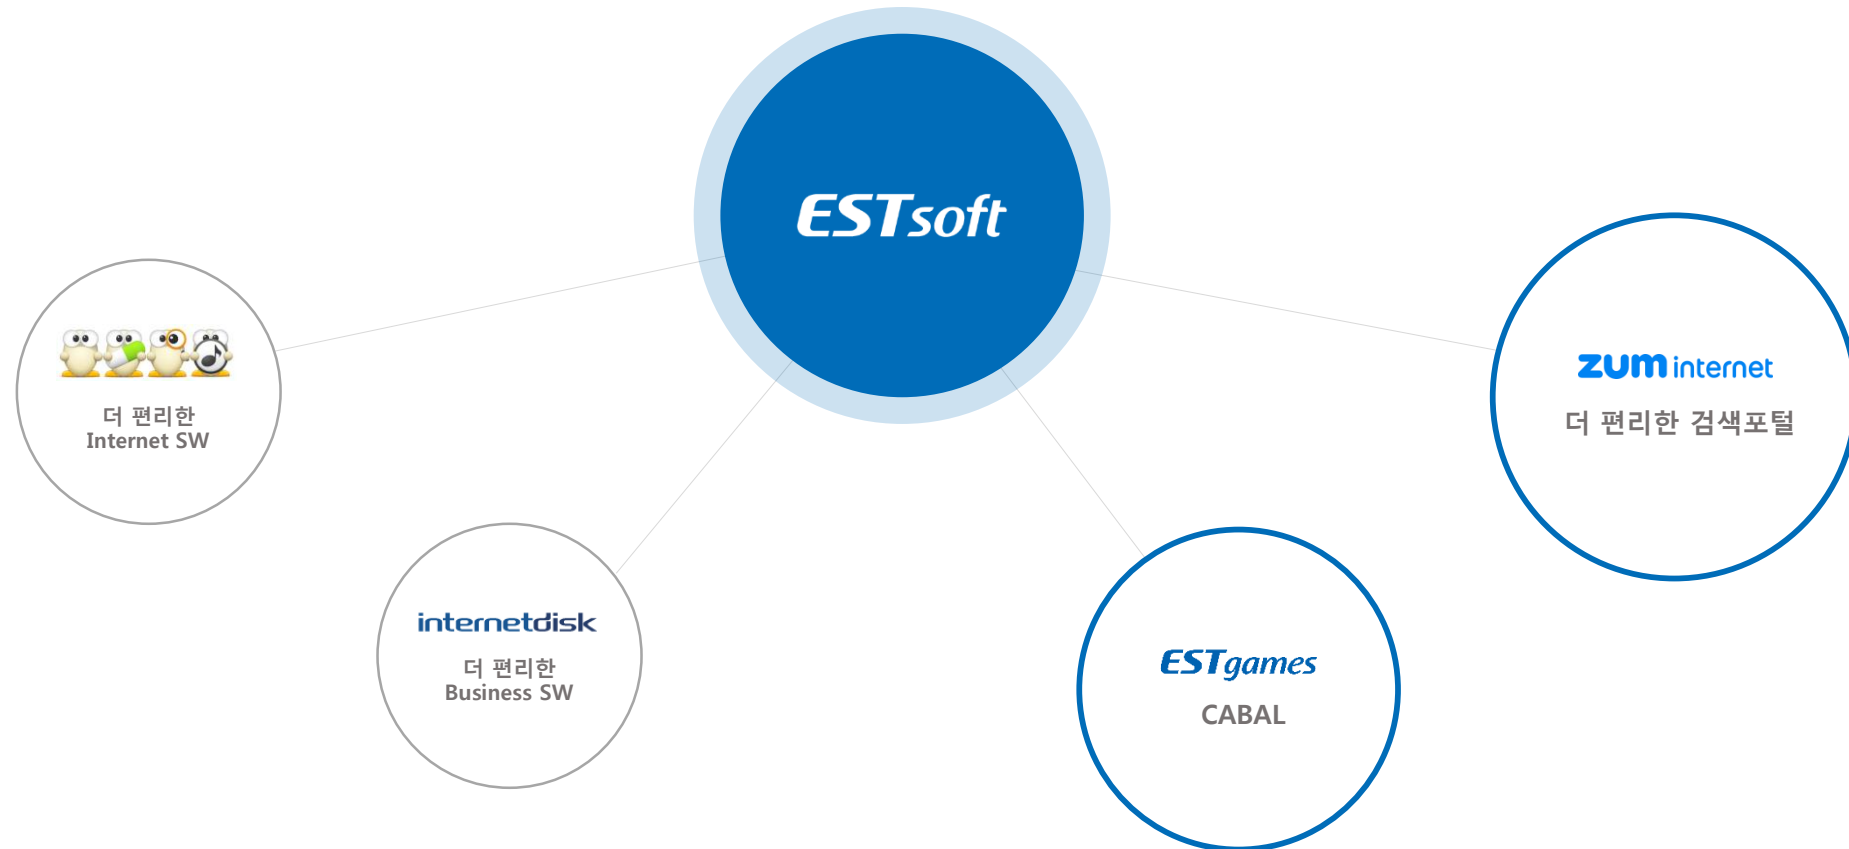 ESTsoft
더 편리한
Internet SW
internetdisk
더 편리한
Business SW
ESTgames
CABAL
zum internet
더 편리한 검색포털